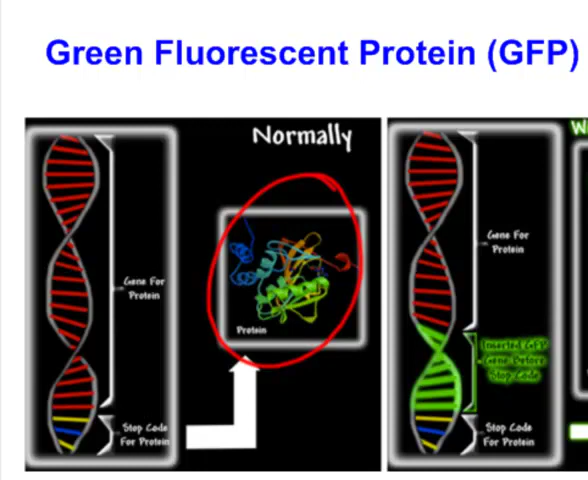 Green Fluorescent Protein (GFP)
Normally
Gene For
Protein
Protein
Stop Code
For Protein
Gene For
Protein
Inserted GFP
Gene Before
Stop Code
Stop Code
For Protein